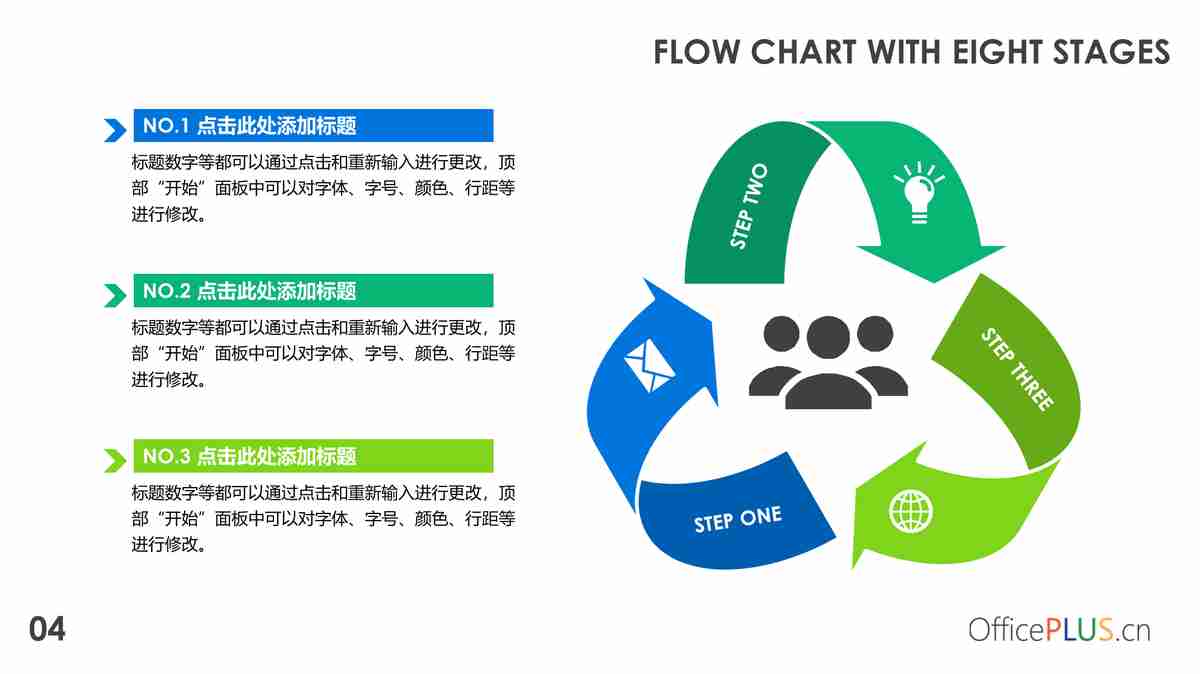 FLOW CHART WITH EIGHT STAGES
NO.1 点击此处添加标题
标题数字等都可以通过点击和重新输入进行更改，顶
部“开始”面板中可以对字体、字号、颜色、行距等
进行修改。
NO.2 点击此处添加标题
标题数字等都可以通过点击和重新输入进行更改，顶
部“开始”面板中可以对字体、字号、颜色、行距等
进行修改。
NO.3 点击此处添加标题
标题数字等都可以通过点击和重新输入进行更改，顶
部“开始”面板中可以对字体、字号、颜色、行距等
进行修改。
STEP TWO
STEP THREE
STEP ONE
04
OfficePLUS.cn